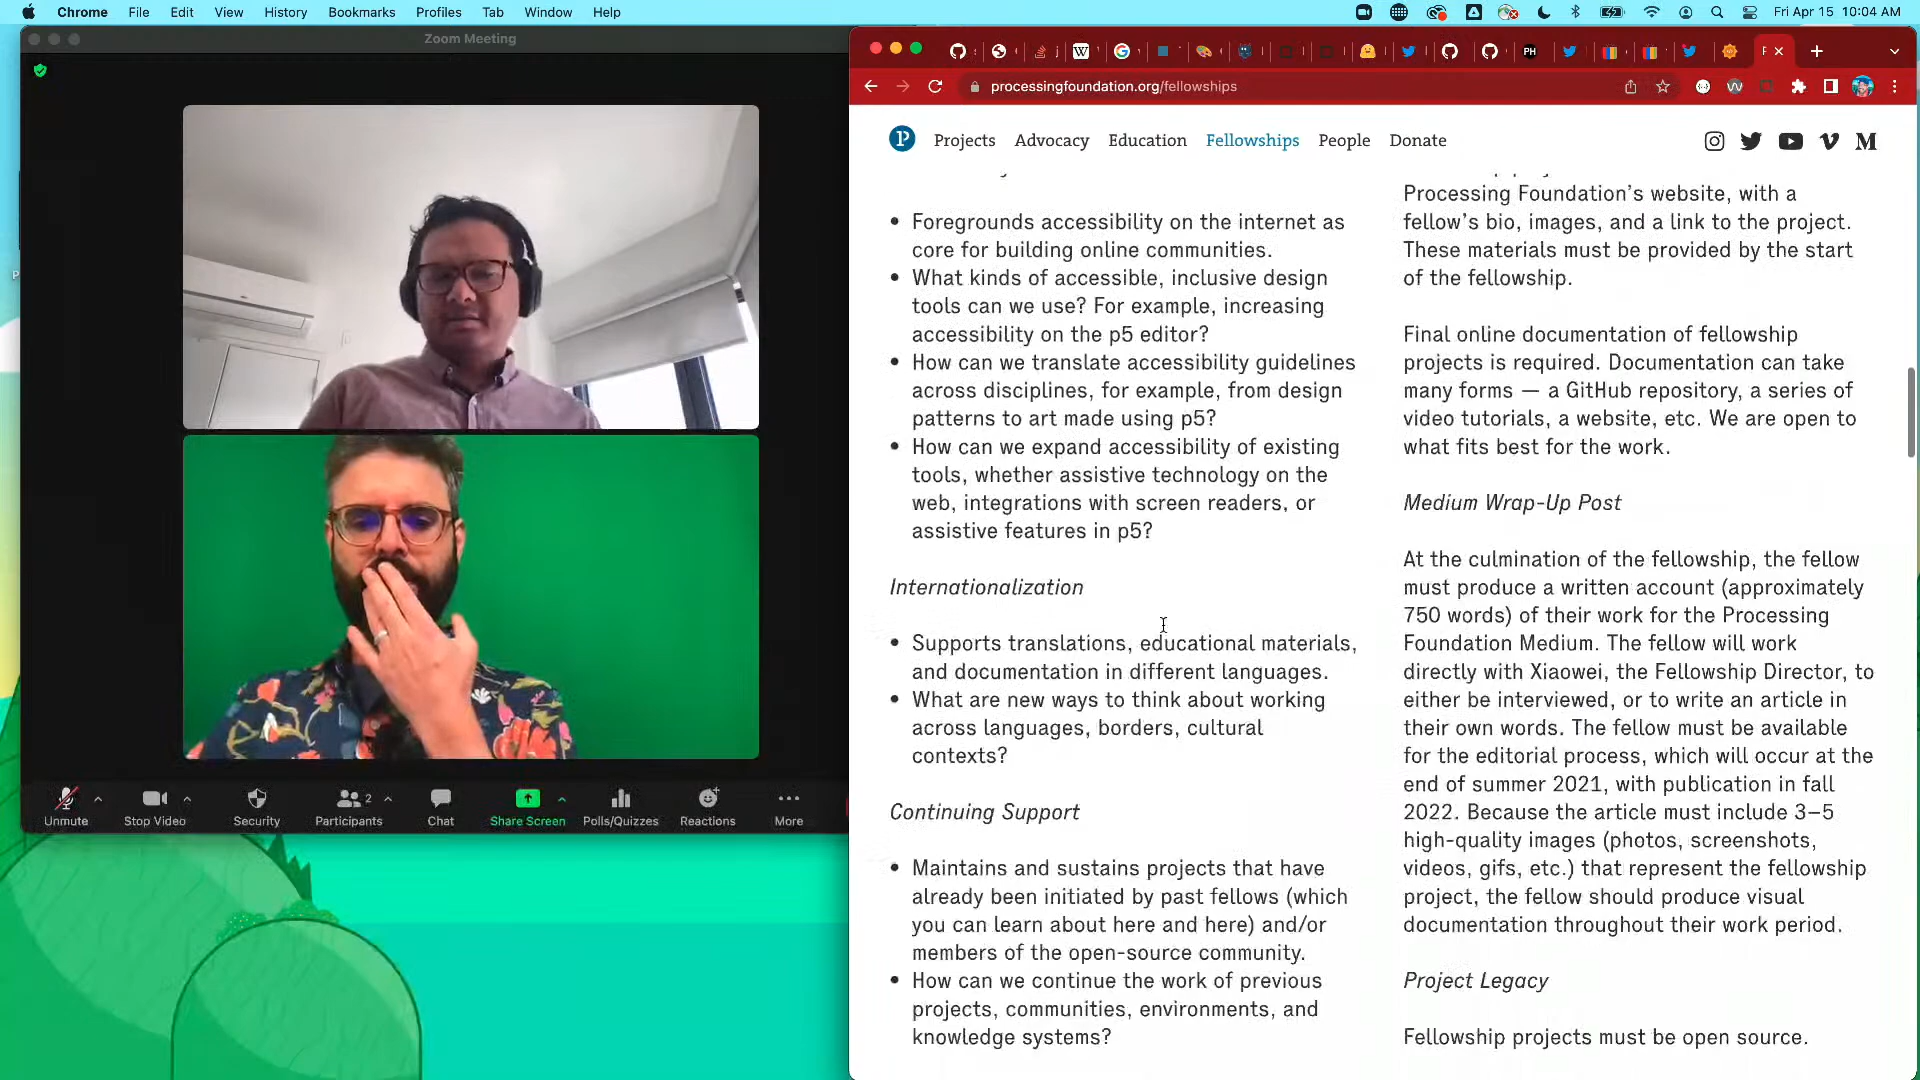 Chrome File Edit View History Bookmarks Profiles Tab Window Help
Fri Apr 15 10:04 AM
Zoom Meeting
Unmute
Stop Video
Security
2
Participants
Chat
Share Screen
Polls/Quizzes
Reactions
More
processingfoundation.org/fellowships
Projects Advocacy Education Fellowships People Donate
Foregrounds accessibility on the internet as
core for building online communities.
What kinds of accessible, inclusive design
tools can we use? For example, increasing
accessibility on the p5 editor?
How can we translate accessibility guidelines
across disciplines, for example, from design
patterns to art made using p5?
How can we expand accessibility of existing
tools, whether assistive technology on the
web, integrations with screen readers, or
assistive features in p5?
Internationalization
Supports translations, educational materials,
and documentation in different languages.
What are new ways to think about working
across languages, borders, cultural
contexts?
Continuing Support
Maintains and sustains projects that have
already been initiated by past fellows (which
you can learn about here and here) and/or
members of the open-source community.
How can we continue the work of previous
projects, communities, environments, and
knowledge systems?
Processing Foundation’s website, with a
fellow’s bio, images, and a link to the project.
These materials must be provided by the start
of the fellowship.
Final online documentation of fellowship
projects is required. Documentation can take
many forms — a GitHub repository, a series of
video tutorials, a website, etc. We are open to
what fits best for the work.
Medium Wrap-Up Post
At the culmination of the fellowship, the fellow
must produce a written account (approximately
750 words) of their work for the Processing
Foundation Medium. The fellow will work
directly with Xiaowei, the Fellowship Director, to
either be interviewed, or to write an article in
their own words. The fellow must be available
for the editorial process, which will occur at the
end of summer 2021, with publication in fall
2022. Because the article must include 3–5
high-quality images (photos, screenshots,
videos, gifs, etc.) that represent the fellowship
project, the fellow should produce visual
documentation throughout their work period.
Project Legacy
Fellowship projects must be open source.